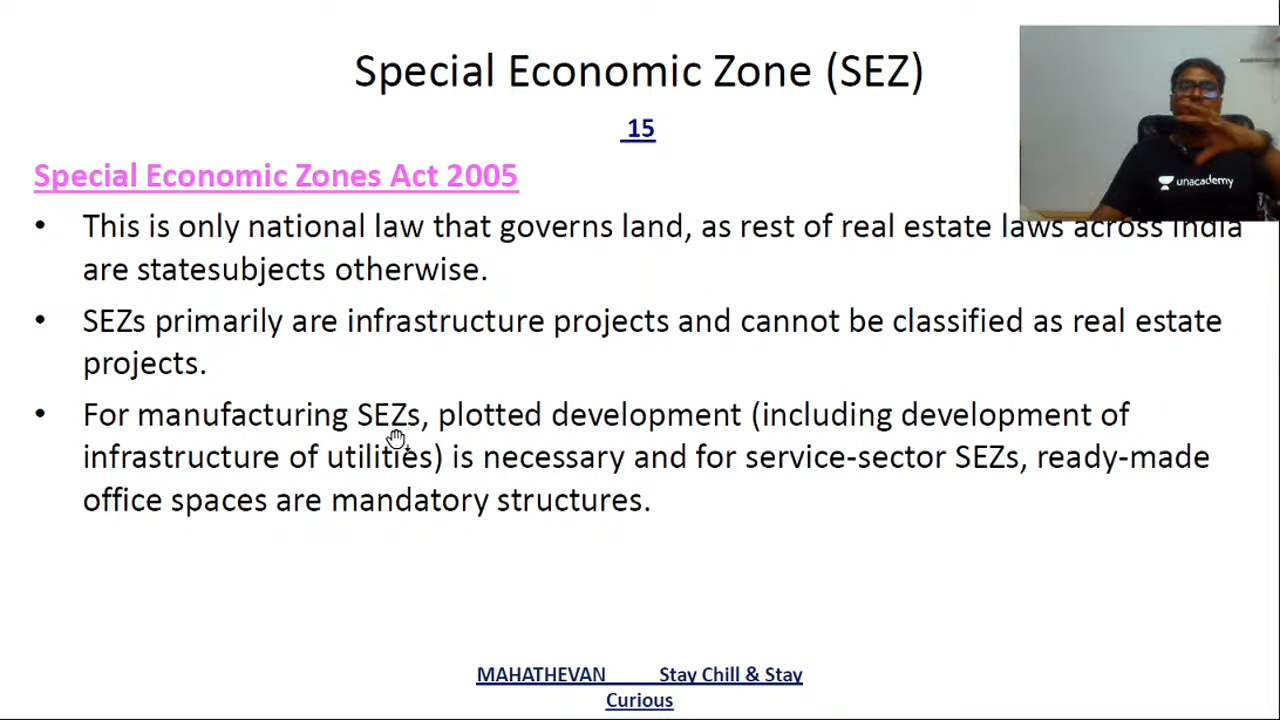 Special Economic Zone (SEZ)
15
unacademy
Special Economic Zones Act 2005
• This is only national law that governs land, as rest of real estate laws across India
are statesubjects otherwise.
• SEZs primarily are infrastructure projects and cannot be classified as real estate
projects.
• For manufacturing SEZs, plotted development (including development of
infrastructure of utilities) is necessary and for service-sector SEZs, ready-made
office spaces are mandatory structures.
MAHATHEVAN Stay Chill & Stay
Curious